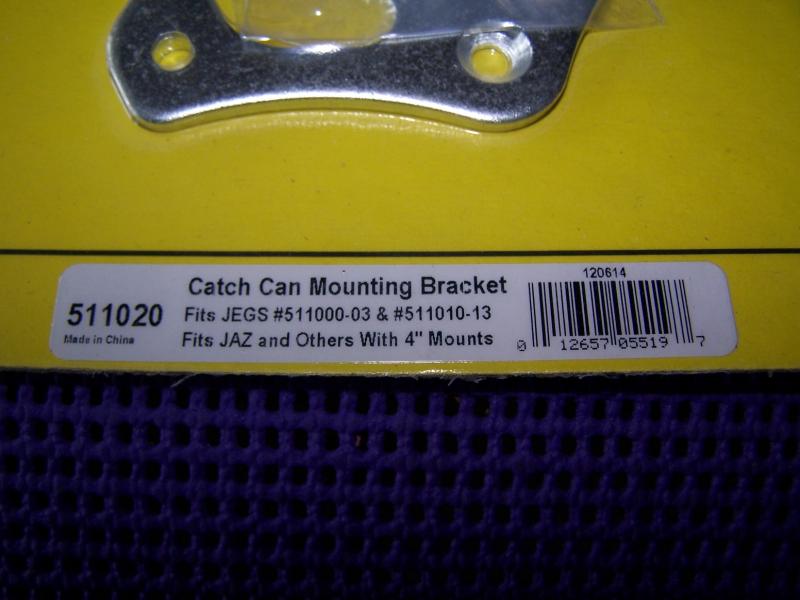 511020
Made in China
Catch Can Mounting Bracket
Fits JEGS #511000-03 & #511010-13
Fits JAZ and Others With 4" Mounts
120614
0 12657 05519 7